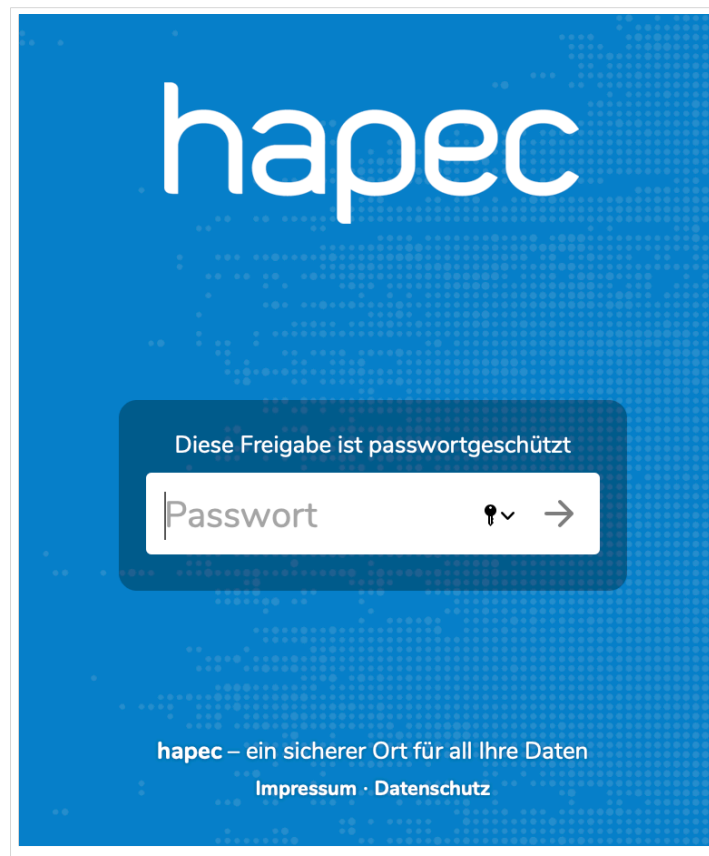 hapec
Diese Freigabe ist passwortgeschützt
Passwort
hapec – ein sicherer Ort für all Ihre Daten
Impressum · Datenschutz